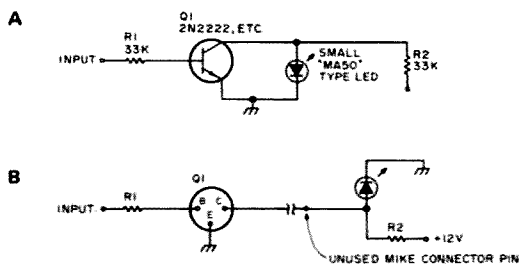 A
Q1
2N2222, ETC
R1
33K
INPUT
SMALL
"MA50"
TYPE LED
R2
33K
B
Q1
INPUT
R1
B C
E
R2
+12V
UNUSED MIKE CONNECTOR PIN